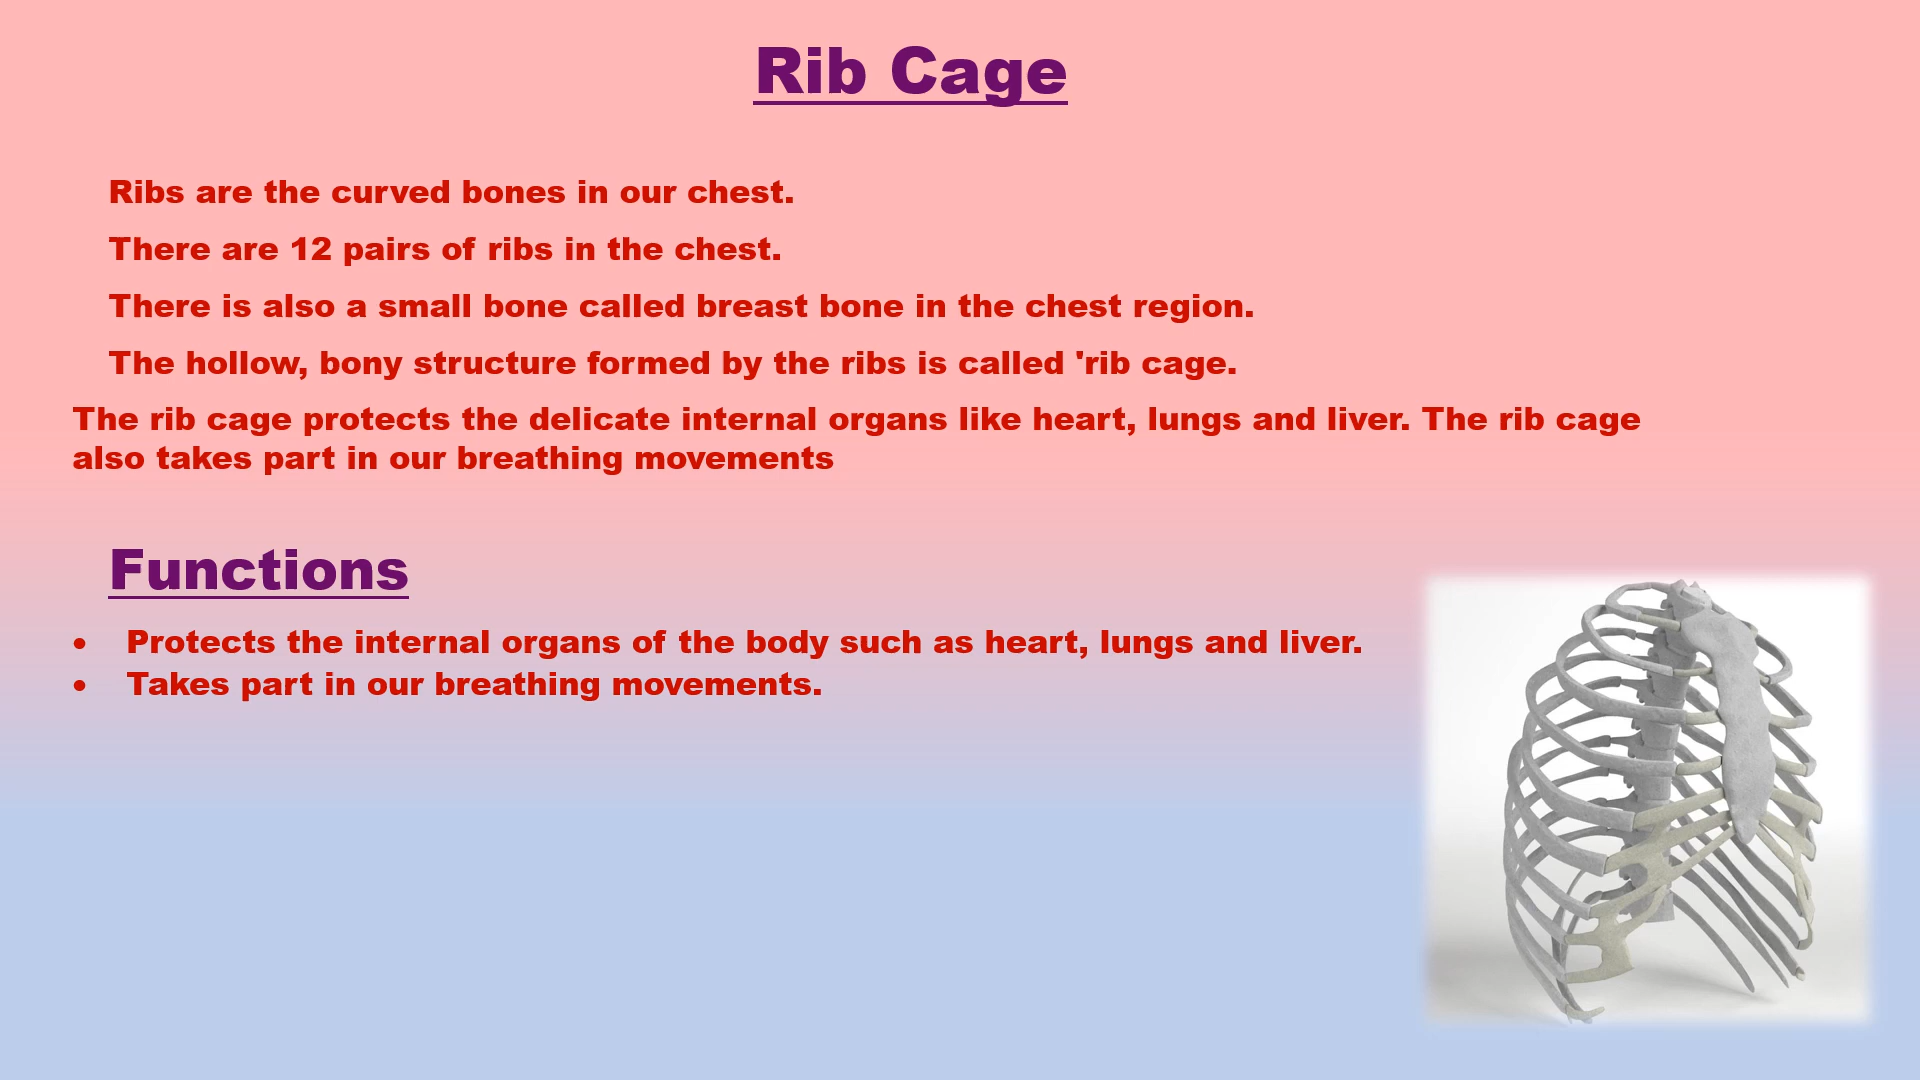 Rib Cage
Ribs are the curved bones in our chest.
There are 12 pairs of ribs in the chest.
There is also a small bone called breast bone in the chest region.
The hollow, bony structure formed by the ribs is called 'rib cage.
The rib cage protects the delicate internal organs like heart, lungs and liver. The rib cage
also takes part in our breathing movements
Functions
• Protects the internal organs of the body such as heart, lungs and liver.
• Takes part in our breathing movements.